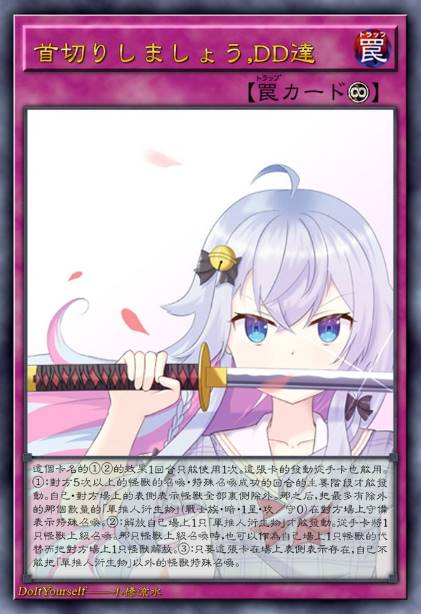 首切りしましょう,DD達
トラップ
罠
トラップ
【罠カード】
這個卡名的①②的效果1回合只能使用1次。這張卡的發動從手卡也能用。
①:對方5次以上的怪獸的召喚・特殊召喚成功的回合的主要階段才能發
動。自己・對方場上的表側表示怪獸全部裏側除外。那之後,把最多有除外
的那個數量的「單推人衍生物」(戰士族・暗・1星・攻/守0)在對方場上守備
表示特殊召喚。②:解放自己場上1只「單推人衍生物」才能發動。從手卡將1
只怪獸上級召喚。那只怪獸上級召喚時,也可以作為自己場上1只怪獸的代
替而把對方場上1只怪獸解放。③:只要這張卡在場上表側表示存在,自己不
能把「單推人衍生物」以外的怪獸特殊召喚。
DoItYourself——小橋流水